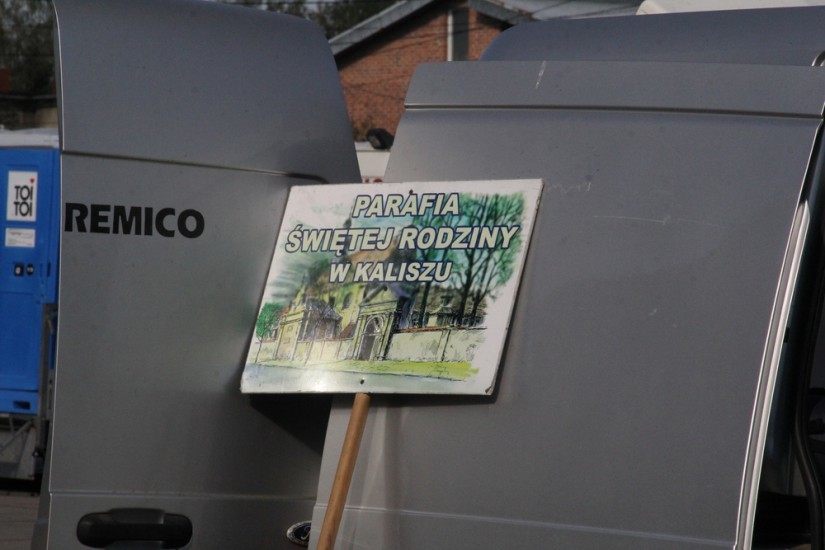 TOI
TOI
REMICO
PARAFIA
ŚWIĘTEJ RODZINY
W KALISZU